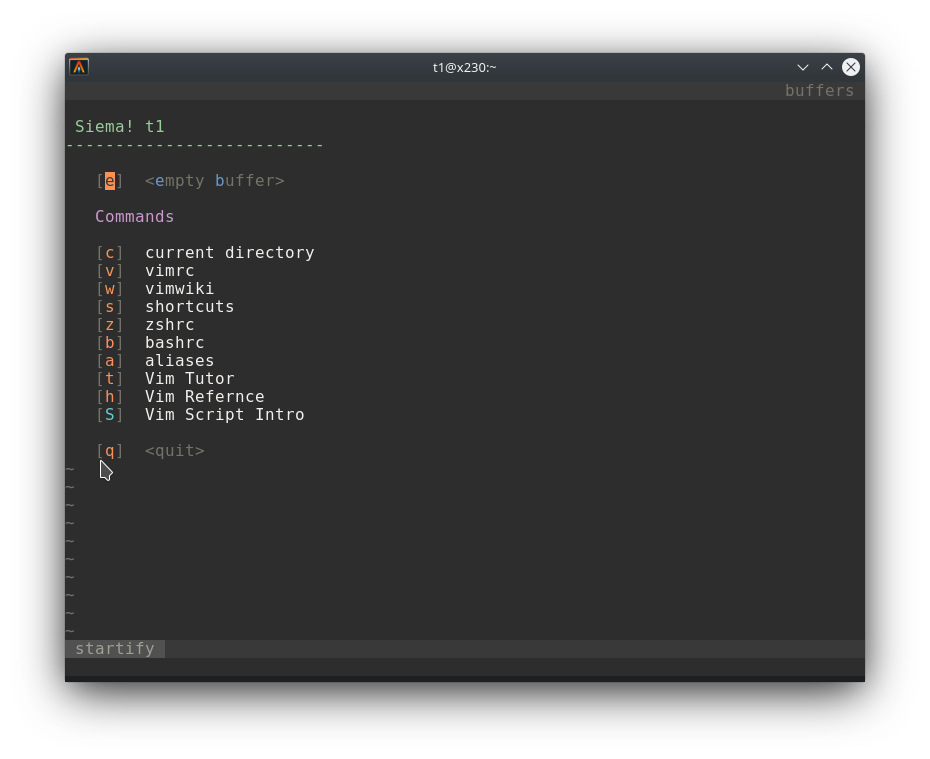 t1@x230:~
buffers
Siema! t1
--------------------------
[e] <empty buffer>
Commands
[c] current directory
[v] vimrc
[w] vimwiki
[s] shortcuts
[z] zshrc
[b] bashrc
[a] aliases
[t] Vim Tutor
[h] Vim Refernce
[S] Vim Script Intro
[q] <quit>
~
~
~
~
~
~
~
~
~
~
startify